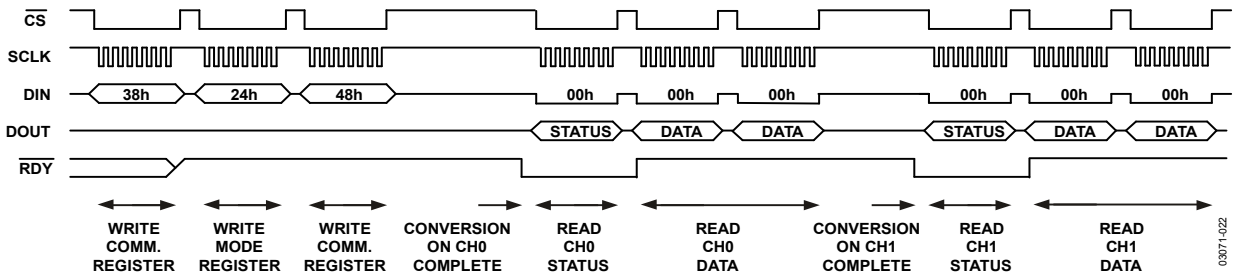 CS
SCLK
DIN 38h 24h 48h 00h 00h 00h 00h 00h 00h
DOUT STATUS DATA DATA STATUS DATA DATA
RDY
WRITE COMM. REGISTER
WRITE MODE REGISTER
WRITE COMM. REGISTER
CONVERSION ON CH0 COMPLETE
READ CH0 STATUS
READ CH0 DATA
CONVERSION ON CH1 COMPLETE
READ CH1 STATUS
READ CH1 DATA
03071-022